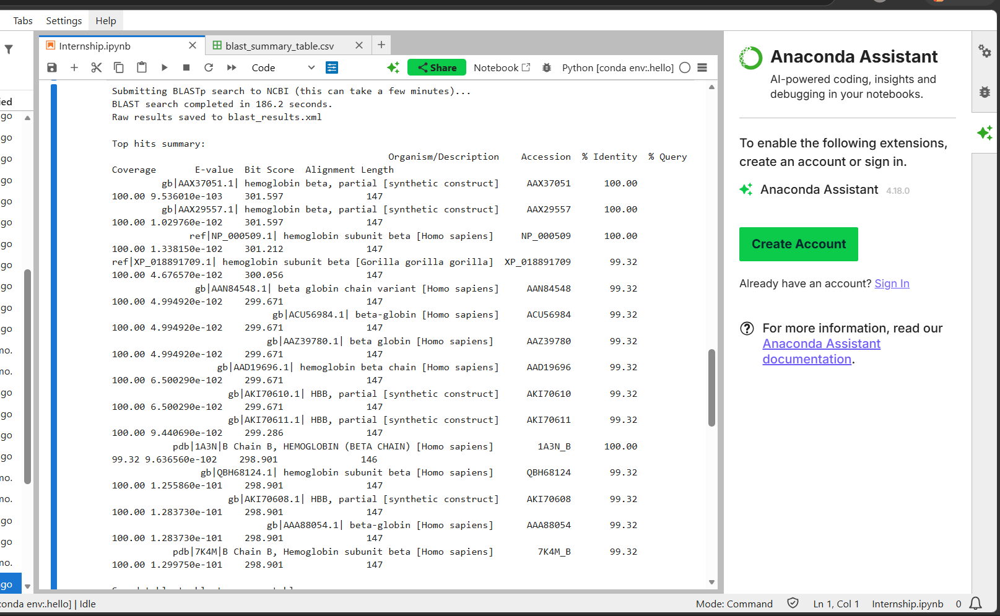 Tabs Settings Help
Internship.ipynb
blast_summary_table.csv
Code
Share
Notebook
Python [conda env:.hello]
ied
go
go
go
go
go
go
go
go
go
go
go
mo.
mo.
go
go
go
go
mo.
mo.
go
go
mo.
go
Submitting BLASTp search to NCBI (this can take a few minutes)...
BLAST search completed in 186.2 seconds.
Raw results saved to blast_results.xml
Top hits summary:
Organism/Description Accession % Identity % Query
Coverage E-value Bit Score Alignment Length
gb|AAX37051.1| hemoglobin beta, partial [synthetic construct] AAX37051 100.00
100.00 9.536010e-103 301.597 147
gb|AAX29557.1| hemoglobin beta, partial [synthetic construct] AAX29557 100.00
100.00 1.029760e-102 301.597 147
ref|NP_000509.1| hemoglobin subunit beta [Homo sapiens] NP_000509 100.00
100.00 1.338150e-102 301.212 147
ref|XP_018891709.1| hemoglobin subunit beta [Gorilla gorilla gorilla] XP_018891709 99.32
100.00 4.676570e-102 300.056 147
gb|AAN84548.1| beta globin chain variant [Homo sapiens] AAN84548 99.32
100.00 4.994920e-102 299.671 147
gb|ACU56984.1| beta-globin [Homo sapiens] ACU56984 99.32
100.00 4.994920e-102 299.671 147
gb|AAZ39780.1| beta globin [Homo sapiens] AAZ39780 99.32
100.00 4.994920e-102 299.671 147
gb|AAD19696.1| hemoglobin beta chain [Homo sapiens] AAD19696 99.32
100.00 6.500290e-102 299.671 147
gb|AKI70610.1| HBB, partial [synthetic construct] AKI70610 99.32
100.00 6.500290e-102 299.671 147
gb|AKI70611.1| HBB, partial [synthetic construct] AKI70611 99.32
100.00 9.440690e-102 299.286 147
pdb|1A3N|B Chain B, HEMOGLOBIN (BETA CHAIN) [Homo sapiens] 1A3N_B 100.00
99.32 9.636560e-102 298.901 146
gb|QBH68124.1| hemoglobin subunit beta [Homo sapiens] QBH68124 99.32
100.00 1.255860e-101 298.901 147
gb|AKI70608.1| HBB, partial [synthetic construct] AKI70608 99.32
100.00 1.283730e-101 298.901 147
gb|AAA88054.1| beta-globin [Homo sapiens] AAA88054 99.32
100.00 1.283730e-101 298.901 147
pdb|7K4M|B Chain B, Hemoglobin subunit beta [Homo sapiens] 7K4M_B 99.32
100.00 1.299750e-101 298.901 147
Anaconda Assistant
AI-powered coding, insights and
debugging in your notebooks.
To enable the following extensions,
create an account or sign in.
Anaconda Assistant 4.18.0
Create Account
Already have an account? Sign In
For more information, read our
Anaconda Assistant
documentation.
conda env:.hello] | Idle
Mode: Command
Ln 1, Col 1
Internship.ipynb
0